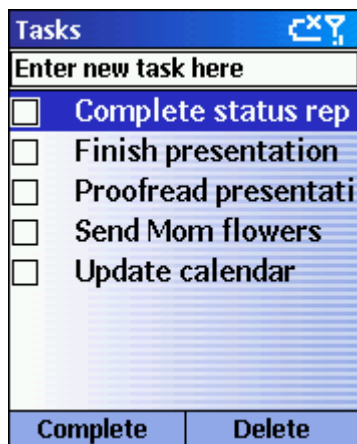 Tasks
Enter new task here
Complete status rep
Finish presentation
Proofread presentati
Send Mom flowers
Update calendar
Complete Delete